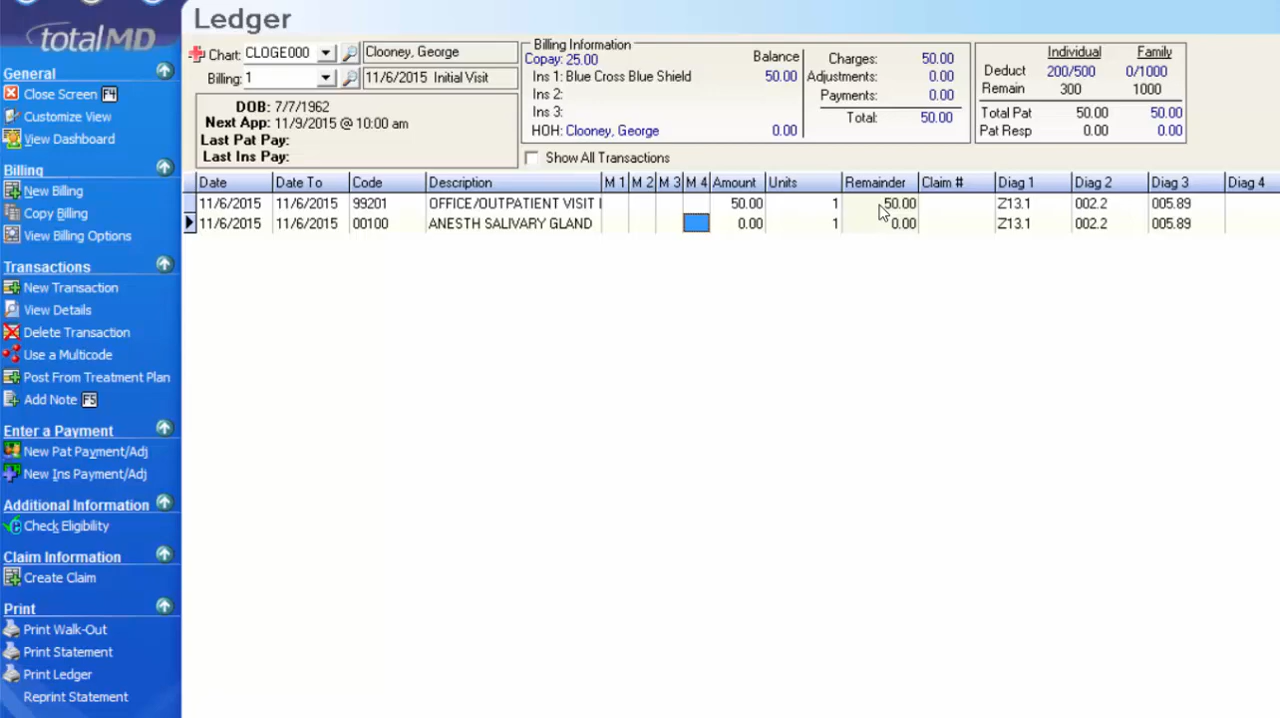 totalMD
General
Close Screen F4
Customize View
View Dashboard
Billing
New Billing
Copy Billing
View Billing Options
Transactions
New Transaction
View Details
Delete Transaction
Use a Multicode
Post From Treatment Plan
Add Note F5
Enter a Payment
New Pat Payment/Adj
New Ins Payment/Adj
Additional Information
Check Eligibility
Claim Information
Create Claim
Print
Print Walk-Out
Print Statement
Print Ledger
Reprint Statement
Ledger
Chart: CLOGE000 Clooney, George
Billing: 1 11/6/2015 Initial Visit
DOB: 7/7/1962
Next App: 11/9/2015 @ 10:00 am
Last Pat Pay:
Last Ins Pay:
Billing Information
Copay: 25.00 Balance
Ins 1: Blue Cross Blue Shield 50.00
Ins 2:
Ins 3:
HOH: Clooney, George 0.00
Charges: 50.00
Adjustments: 0.00
Payments: 0.00
Total: 50.00
Individual Family
Deduct 200/500 0/1000
Remain 300 1000
Total Pat 50.00 50.00
Pat Resp 0.00 0.00
Show All Transactions
Date Date To Code Description M 1 M 2 M 3 M 4 Amount Units Remainder Claim # Diag 1 Diag 2 Diag 3 Diag 4
11/6/2015 11/6/2015 99201 OFFICE/OUTPATIENT VISIT 50.00 1 50.00 Z13.1 002.2 005.89
11/6/2015 11/6/2015 00100 ANESTH SALIVARY GLAND 0.00 1 0.00 Z13.1 002.2 005.89